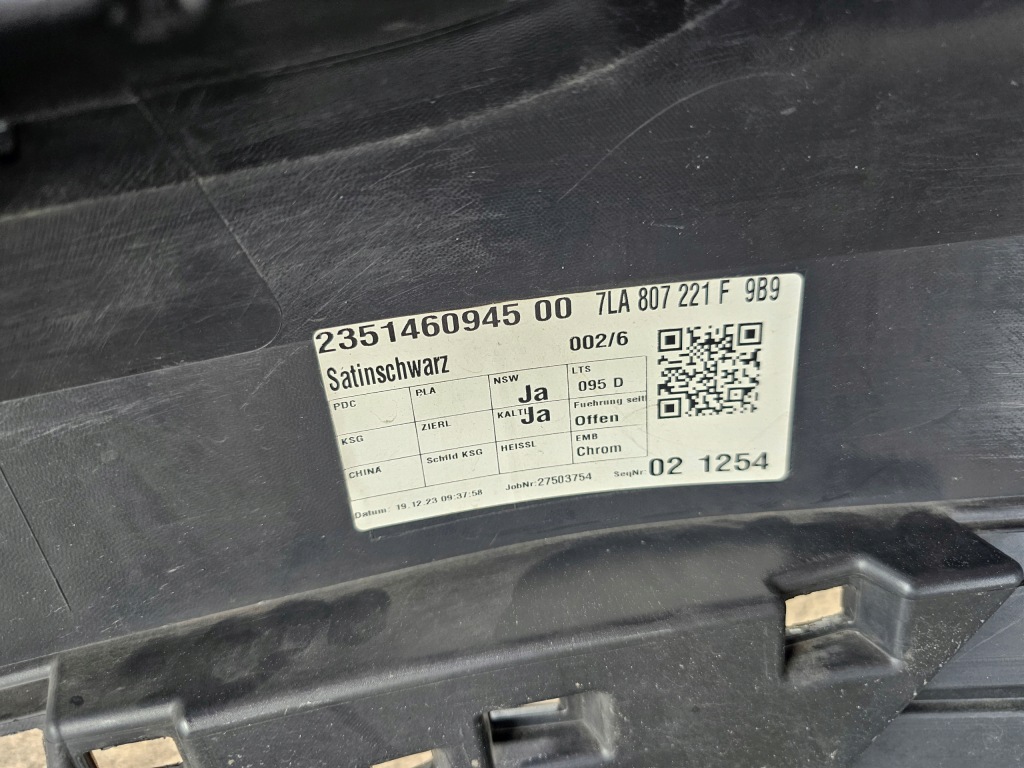 2351460945 00 7LA 807 221 F 9B9
Satinschwarz 002/6
PDC PLA NSW Ja LTS 095 D
KSG ZIERL KALTL Ja Fuehrung seitl Offen
CHINA Schild KSG HEISSL EMB Chrom
Datum: 19.12.23 09:37:58 JobNr:27503754 SeqNr: 02 1254